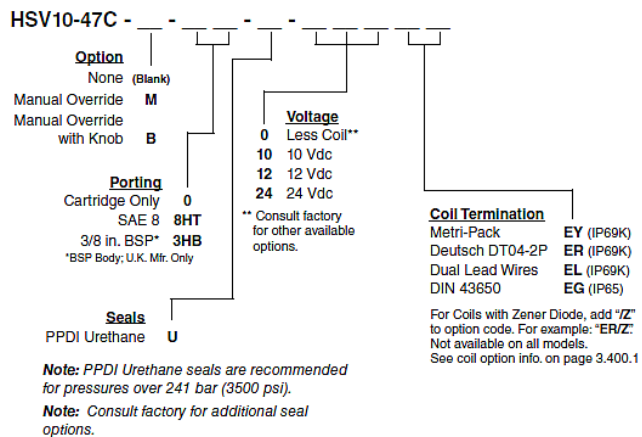 HSV10-47C - __ - __ __ - __ - __ __ __ __ __
Option
None (Blank)
Manual Override M
Manual Override
with Knob B
Porting
Cartridge Only 0
SAE 8 8HT
3/8 in. BSP* 3HB
*BSP Body; U.K. Mfr. Only
Seals
PPDI Urethane U
Note: PPDI Urethane seals are recommended
for pressures over 241 bar (3500 psi).
Note: Consult factory for additional seal
options.
Voltage
0 Less Coil**
10 10 Vdc
12 12 Vdc
24 24 Vdc
** Consult factory
for other available
options.
Coil Termination
Metri-Pack EY (IP69K)
Deutsch DT04-2P ER (IP69K)
Dual Lead Wires EL (IP69K)
DIN 43650 EG (IP65)
For Coils with Zener Diode, add “/Z”
to option code. For example: “ER/Z”.
Not available on all models.
See coil option info. on page 3.400.1